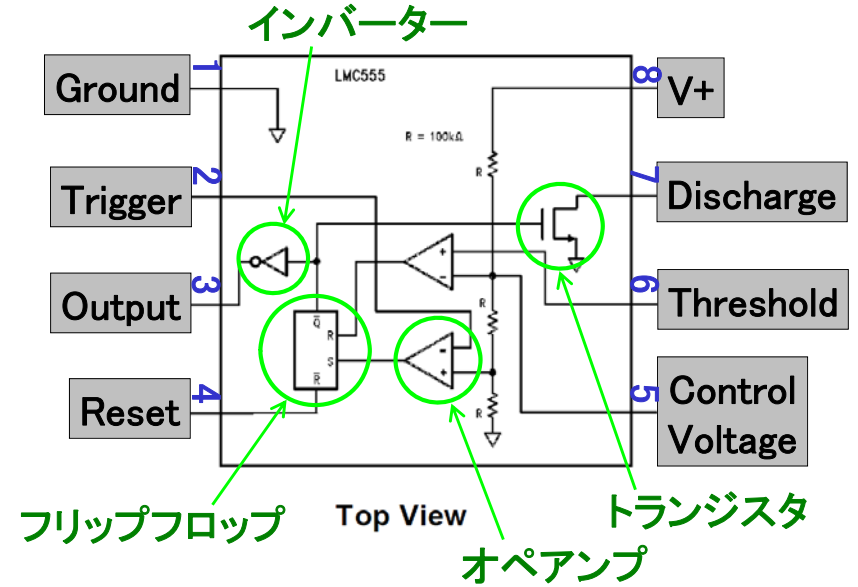 インバーター
1
Ground
LMC555
8
V+
R = 100kΩ
R
2
Trigger
7
Discharge
+
-
3
Output
6
Threshold
Q
R
S
R
R
-
+
4
Reset
R
5
Control
Voltage
フリップフロップ
Top View
トランジスタ
オペアンプ